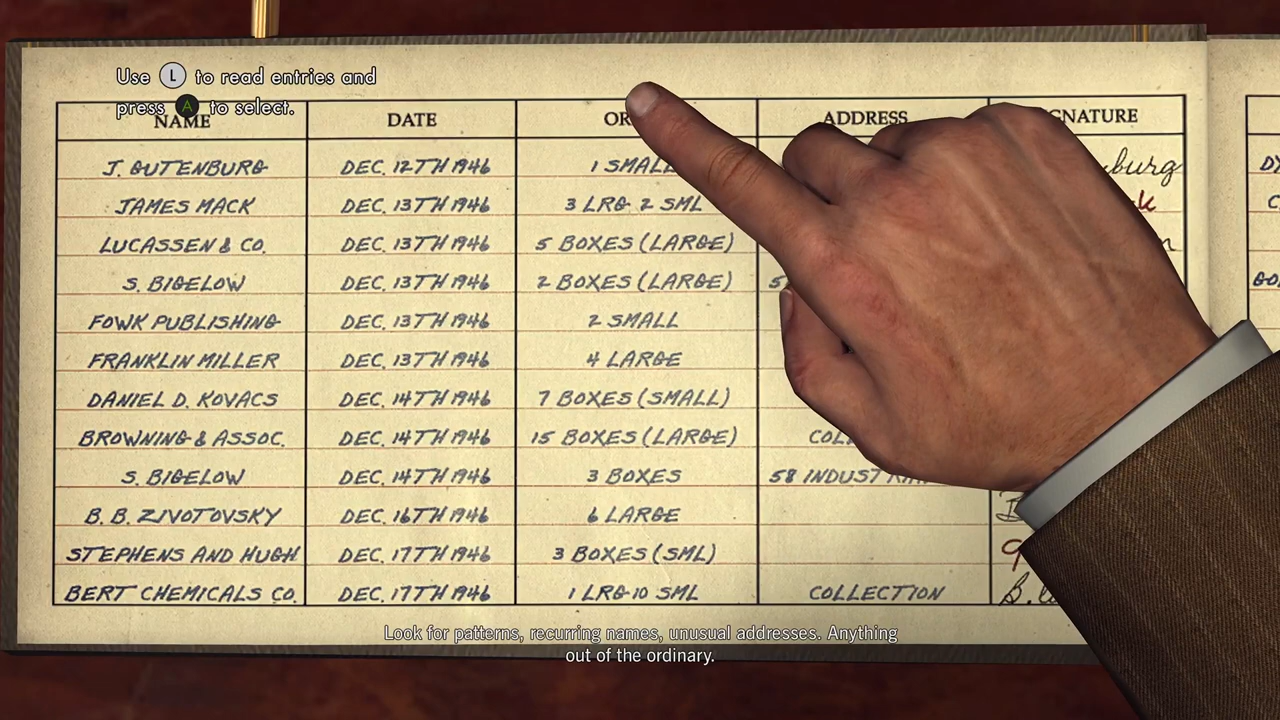 Use L to read entries and
press A to select.
NAME DATE ADDRESS
J. GUTENBURG DEC. 12TH 1946 1 SMALL
JAMES MACK DEC. 13TH 1946 3 LRG 2 SML
LUCASSEN & CO. DEC. 13TH 1946 5 BOXES (LARGE)
S. BIGELOW DEC. 13TH 1946 2 BOXES (LARGE)
FOWK PUBLISHING DEC. 13TH 1946 2 SMALL
FRANKLIN MILLER DEC. 13TH 1946 4 LARGE
DANIEL D. KOVACS DEC. 14TH 1946 7 BOXES (SMALL)
BROWNING & ASSOC. DEC. 14TH 1946 15 BOXES (LARGE)
S. BIGELOW DEC. 14TH 1946 3 BOXES 58
B. B. ZIVOTOVSKY DEC. 16TH 1946 6 LARGE
STEPHENS AND HUGH DEC. 17TH 1946 3 BOXES (SML)
BERT CHEMICALS CO. DEC. 17TH 1946 1 LRG 10 SML COLLECTION
Look for patterns, recurring names, unusual addresses. Anything
out of the ordinary.